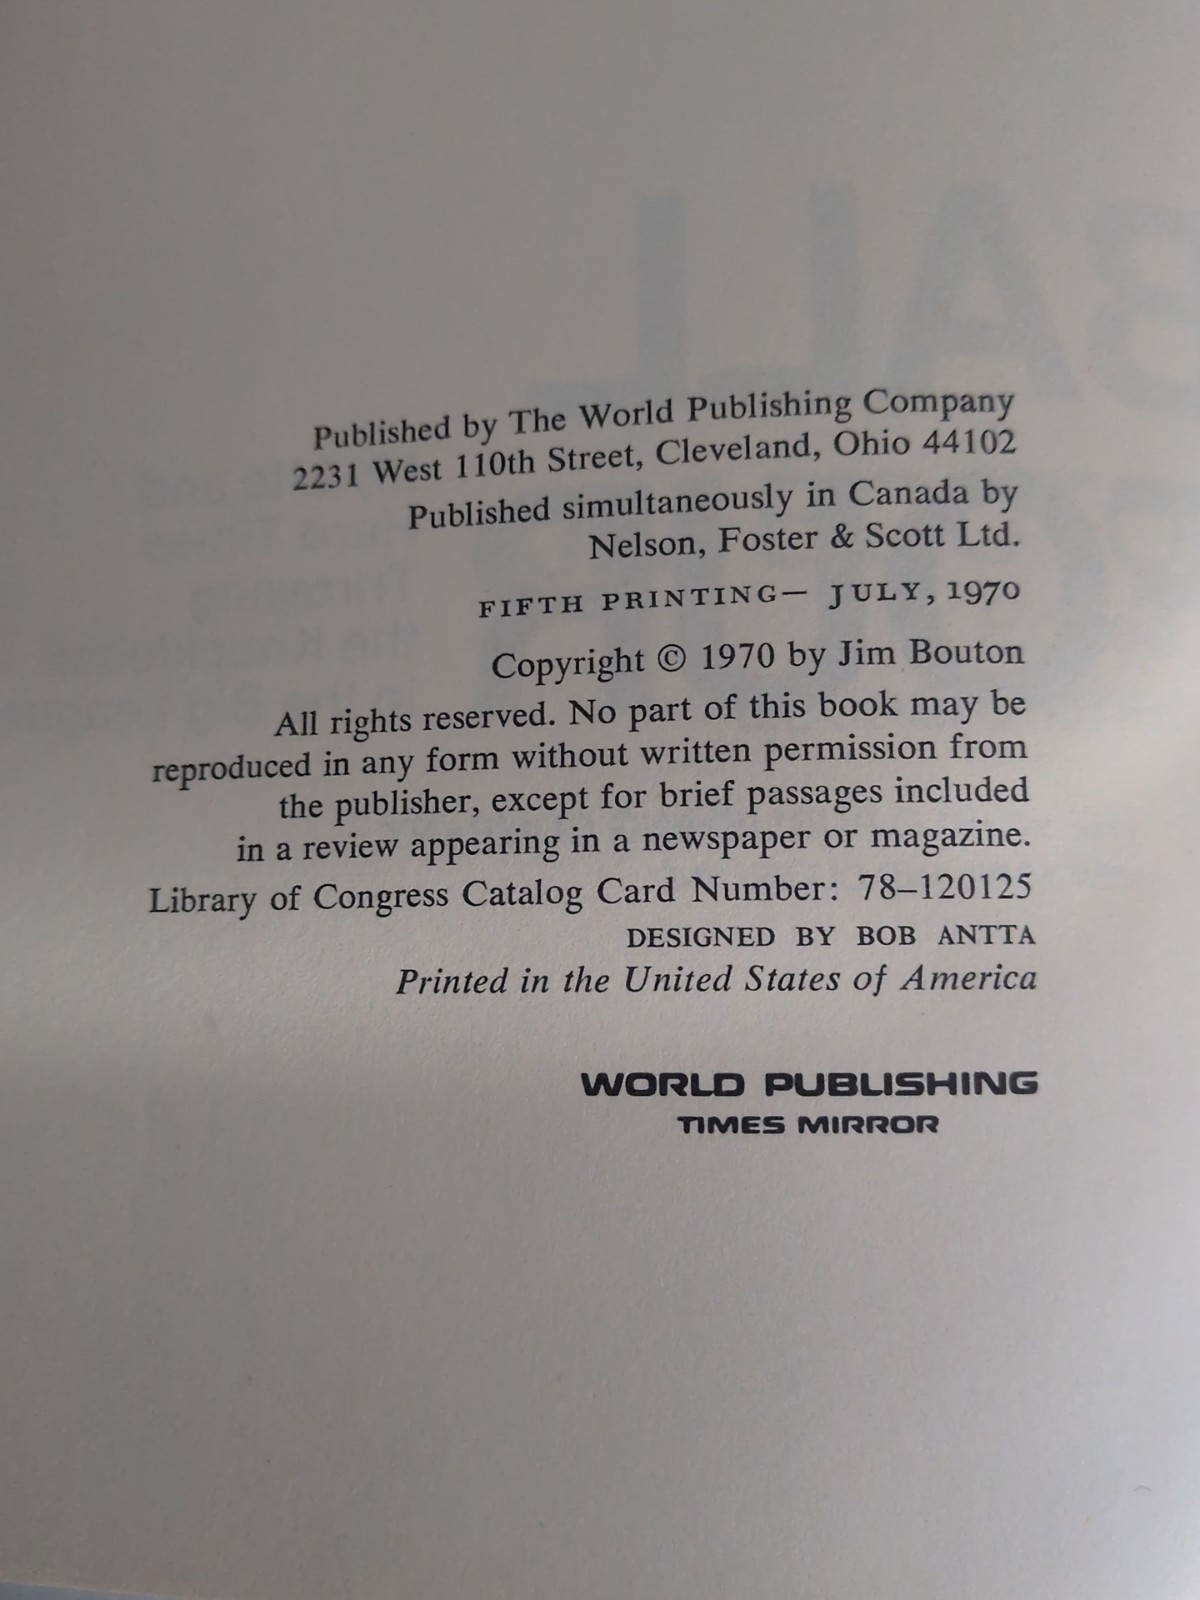 Published by The World Publishing Company
2231 West 110th Street, Cleveland, Ohio 44102
Published simultaneously in Canada by
Nelson, Foster & Scott Ltd.
FIFTH PRINTING— JULY, 1970
Copyright © 1970 by Jim Bouton
All rights reserved. No part of this book may be
reproduced in any form without written permission from
the publisher, except for brief passages included
in a review appearing in a newspaper or magazine.
Library of Congress Catalog Card Number: 78–120125
DESIGNED BY BOB ANTTA
Printed in the United States of America
WORLD PUBLISHING
TIMES MIRROR